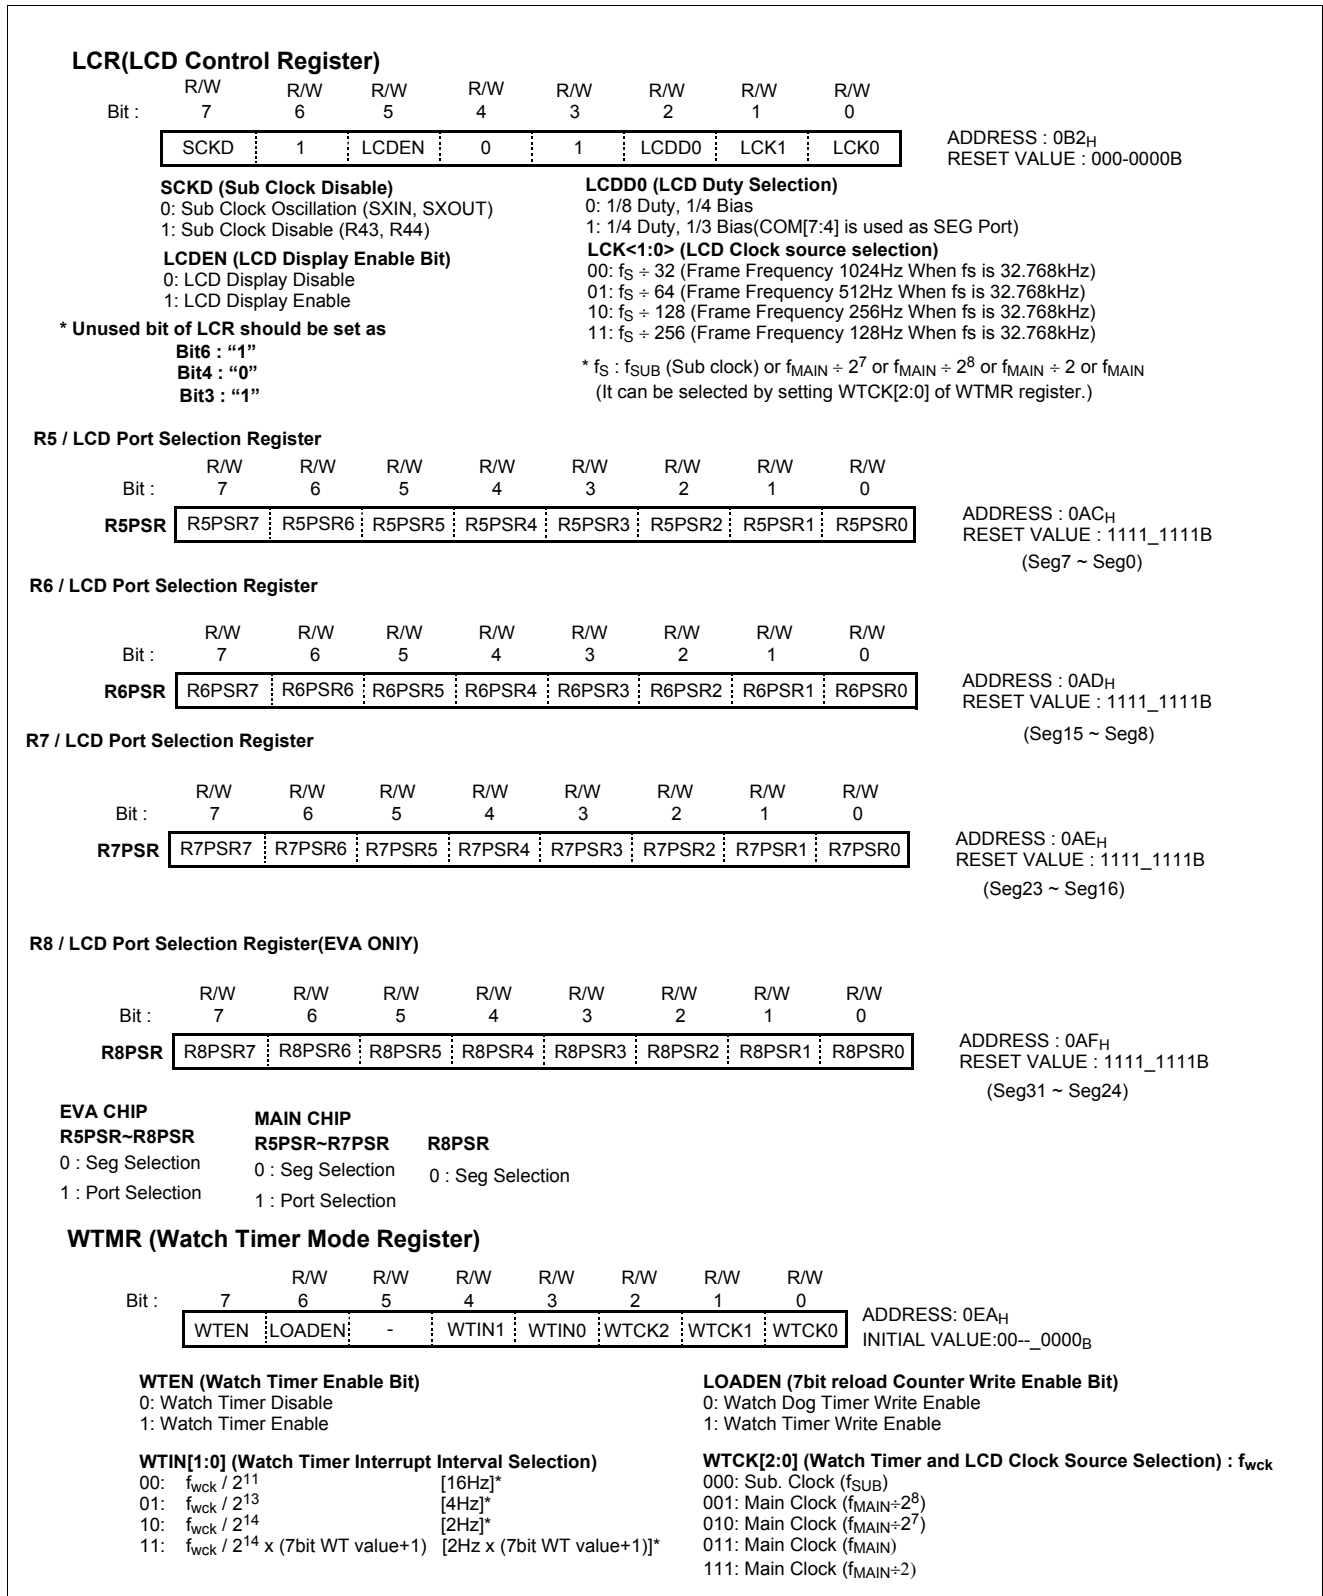 LCR(LCD Control Register)
R/W R/W R/W R/W R/W R/W R/W R/W
Bit : 7 6 5 4 3 2 1 0
SCKD 1 LCDEN 0 1 LCDD0 LCK1 LCK0
ADDRESS : 0B2H
RESET VALUE : 000-0000B
SCKD (Sub Clock Disable)
0: Sub Clock Oscillation (SXIN, SXOUT)
1: Sub Clock Disable (R43, R44)
LCDEN (LCD Display Enable Bit)
0: LCD Display Disable
1: LCD Display Enable
* Unused bit of LCR should be set as
Bit6 : “1”
Bit4 : “0”
Bit3 : “1”
LCDD0 (LCD Duty Selection)
0: 1/8 Duty, 1/4 Bias
1: 1/4 Duty, 1/3 Bias(COM[7:4] is used as SEG Port)
LCK<1:0> (LCD Clock source selection)
00: fS ÷ 32 (Frame Frequency 1024Hz When fs is 32.768kHz)
01: fS ÷ 64 (Frame Frequency 512Hz When fs is 32.768kHz)
10: fS ÷ 128 (Frame Frequency 256Hz When fs is 32.768kHz)
11: fS ÷ 256 (Frame Frequency 128Hz When fs is 32.768kHz)
* fS : fSUB (Sub clock) or fMAIN ÷ 2^7 or fMAIN ÷ 2^8 or fMAIN ÷ 2 or fMAIN
(It can be selected by setting WTCK[2:0] of WTMR register.)
R5 / LCD Port Selection Register
R/W R/W R/W R/W R/W R/W R/W R/W
Bit : 7 6 5 4 3 2 1 0
R5PSR R5PSR7 R5PSR6 R5PSR5 R5PSR4 R5PSR3 R5PSR2 R5PSR1 R5PSR0
ADDRESS : 0ACH
RESET VALUE : 1111_1111B
(Seg7 ~ Seg0)
R6 / LCD Port Selection Register
R/W R/W R/W R/W R/W R/W R/W R/W
Bit : 7 6 5 4 3 2 1 0
R6PSR R6PSR7 R6PSR6 R6PSR5 R6PSR4 R6PSR3 R6PSR2 R6PSR1 R6PSR0
ADDRESS : 0ADH
RESET VALUE : 1111_1111B
(Seg15 ~ Seg8)
R7 / LCD Port Selection Register
R/W R/W R/W R/W R/W R/W R/W R/W
Bit : 7 6 5 4 3 2 1 0
R7PSR R7PSR7 R7PSR6 R7PSR5 R7PSR4 R7PSR3 R7PSR2 R7PSR1 R7PSR0
ADDRESS : 0AEH
RESET VALUE : 1111_1111B
(Seg23 ~ Seg16)
R8 / LCD Port Selection Register(EVA ONlY)
R/W R/W R/W R/W R/W R/W R/W R/W
Bit : 7 6 5 4 3 2 1 0
R8PSR R8PSR7 R8PSR6 R8PSR5 R8PSR4 R8PSR3 R8PSR2 R8PSR1 R8PSR0
ADDRESS : 0AFH
RESET VALUE : 1111_1111B
(Seg31 ~ Seg24)
EVA CHIP
R5PSR~R8PSR
0 : Seg Selection
1 : Port Selection
MAIN CHIP
R5PSR~R7PSR
0 : Seg Selection
1 : Port Selection
R8PSR
0 : Seg Selection
WTMR (Watch Timer Mode Register)
R/W R/W R/W R/W R/W R/W R/W
Bit : 7 6 5 4 3 2 1 0
WTEN LOADEN - WTIN1 WTIN0 WTCK2 WTCK1 WTCK0
ADDRESS: 0EAH
INITIAL VALUE:00--_0000B
WTEN (Watch Timer Enable Bit)
0: Watch Timer Disable
1: Watch Timer Enable
LOADEN (7bit reload Counter Write Enable Bit)
0: Watch Dog Timer Write Enable
1: Watch Timer Write Enable
WTIN[1:0] (Watch Timer Interrupt Interval Selection)
00: fwck / 2^11 [16Hz]*
01: fwck / 2^13 [4Hz]*
10: fwck / 2^14 [2Hz]*
11: fwck / 2^14 x (7bit WT value+1) [2Hz x (7bit WT value+1)]*
WTCK[2:0] (Watch Timer and LCD Clock Source Selection) : fwck
000: Sub. Clock (fSUB)
001: Main Clock (fMAIN÷2^8)
010: Main Clock (fMAIN÷2^7)
011: Main Clock (fMAIN)
111: Main Clock (fMAIN÷2)